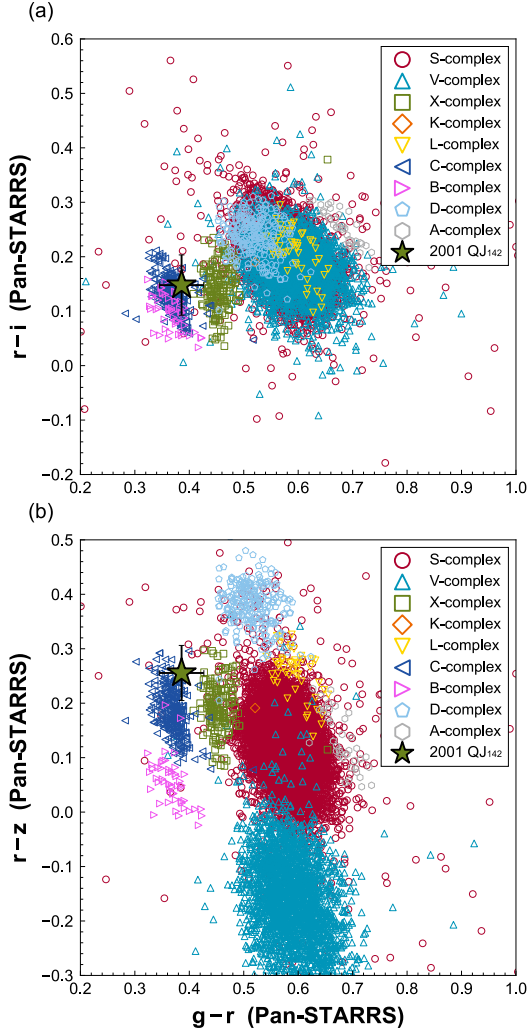 (a)
0.6
0.5
0.4
0.3
0.2
0.1
0.0
−0.1
−0.2
r−i (Pan-STARRS)
S-complex
V-complex
X-complex
K-complex
L-complex
C-complex
B-complex
D-complex
A-complex
2001 QJ₁₄₂
0.2 0.3 0.4 0.5 0.6 0.7 0.8 0.9 1.0
(b)
0.5
0.4
0.3
0.2
0.1
0.0
−0.1
−0.2
−0.3
r−z (Pan-STARRS)
S-complex
V-complex
X-complex
K-complex
L-complex
C-complex
B-complex
D-complex
A-complex
2001 QJ₁₄₂
0.2 0.3 0.4 0.5 0.6 0.7 0.8 0.9 1.0
g−r (Pan-STARRS)